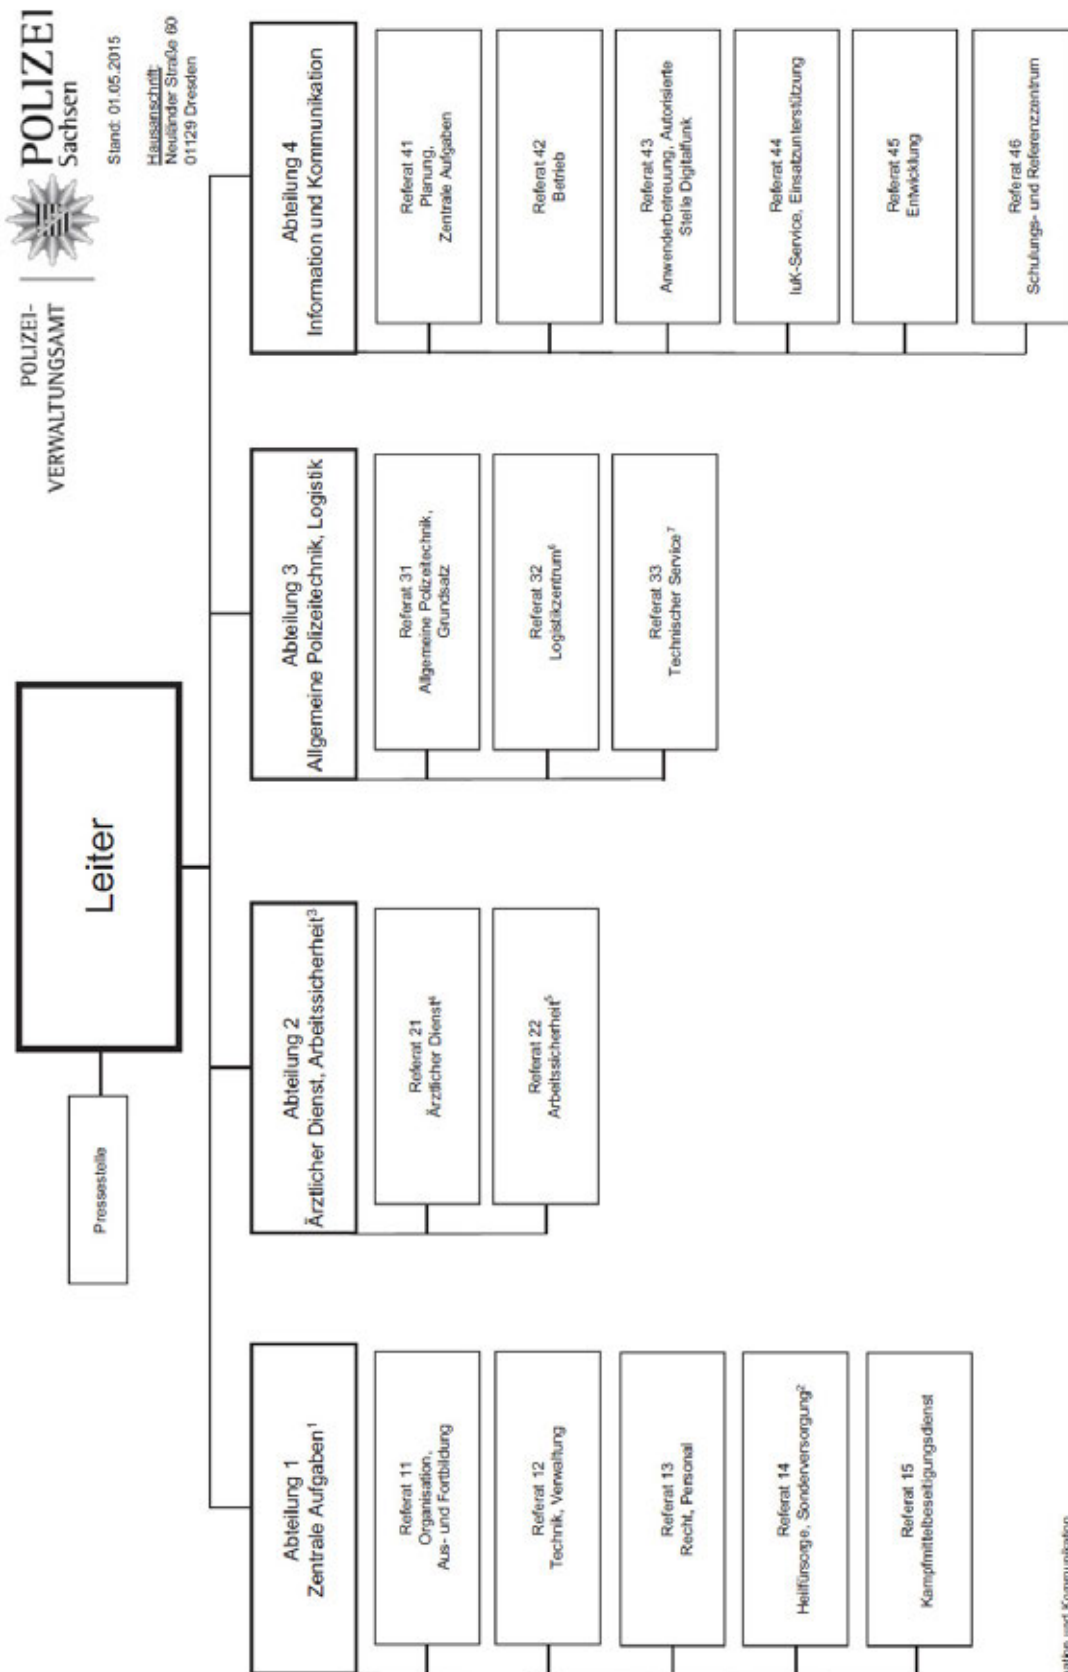 POLIZEI-
VERWALTUNGSAMT
POLIZEI
Sachsen
Stand: 01.05.2015
Hausanschrift:
Neuländer Straße 60
01129 Dresden
Leiter
Pressestelle
Abteilung 1
Zentrale Aufgaben¹
Referat 11
Organisation,
Aus- und Fortbildung
Referat 12
Technik, Verwaltung
Referat 13
Recht, Personal
Referat 14
Heilfürsorge, Sonderversorgung²
Referat 15
Kampfmittelbeseitigungsdienst
Abteilung 2
Ärztlicher Dienst, Arbeitssicherheit³
Referat 21
Ärztlicher Dienst⁴
Referat 22
Arbeitssicherheit⁵
Abteilung 3
Allgemeine Polizeitechnik, Logistik
Referat 31
Allgemeine Polizeitechnik,
Grundsatz
Referat 32
Logistikzentrum⁶
Referat 33
Technischer Service⁷
Abteilung 4
Information und Kommunikation
Referat 41
Planung,
Zentrale Aufgaben
Referat 42
Betrieb
Referat 43
Anwenderbetreuung, Autorisierte
Stelle Digitalfunk
Referat 44
IuK-Service, Einsatzunterstützung
Referat 45
Entwicklung
Referat 46
Schulungs- und Referenzzentrum
und Kommunikation